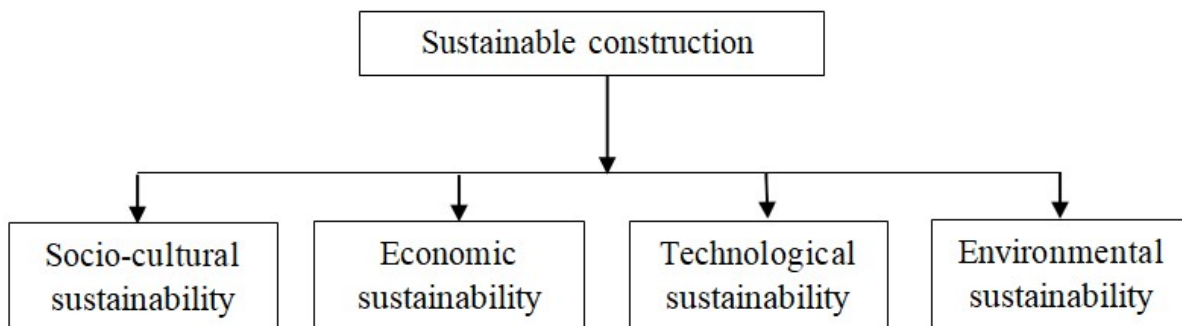 Sustainable construction
Socio-cultural
sustainability
Economic
sustainability
Technological
sustainability
Environmental
sustainability